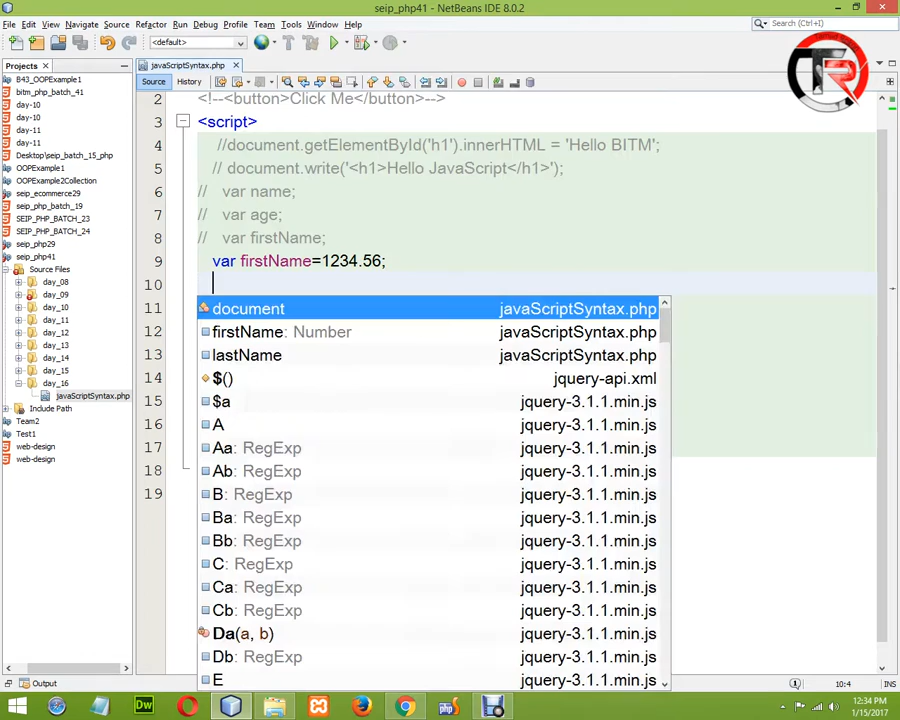 seip_php41 - NetBeans IDE 8.0.2
File Edit View Navigate Source Refactor Run Debug Profile Team Tools Window Help
Search (Ctrl+I)
<default>
Projects
javaScriptSyntax.php
B43_OOPExample1
bitm_php_batch_41
day-10
day-10
day-11
day-11
Desktop\seip_batch_15_php
OOPExample1
OOPExample2Collection
seip_ecommerce29
seip_php_batch_19
SEIP_PHP_BATCH_23
SEIP_PHP_BATCH_24
seip_php29
seip_php41
Source Files
day_08
day_09
day_10
day_11
day_12
day_13
day_14
day_15
day_16
javaScriptSyntax.php
Include Path
Team2
Test1
web-design
web-design
Source History
2 <!--<button>Click Me</button>-->
3 <script>
4 //document.getElementById('h1').innerHTML = 'Hello BITM';
5 // document.write('<h1>Hello JavaScript</h1>');
6 // var name;
7 // var age;
8 // var firstName;
9 var firstName=1234.56;
10
11 document javaScriptSyntax.php
12 firstName: Number javaScriptSyntax.php
13 lastName javaScriptSyntax.php
14 $() jquery-api.xml
15 $a jquery-3.1.1.min.js
16 A jquery-3.1.1.min.js
17 Aa: RegExp jquery-3.1.1.min.js
18 Ab: RegExp jquery-3.1.1.min.js
19 B: RegExp jquery-3.1.1.min.js
Ba: RegExp jquery-3.1.1.min.js
Bb: RegExp jquery-3.1.1.min.js
C: RegExp jquery-3.1.1.min.js
Ca: RegExp jquery-3.1.1.min.js
Cb: RegExp jquery-3.1.1.min.js
Da(a, b) jquery-3.1.1.min.js
Db: RegExp jquery-3.1.1.min.js
E jquery-3.1.1.min.js
Output
10:4 INS
Dw
php
12:34 PM
1/15/2017